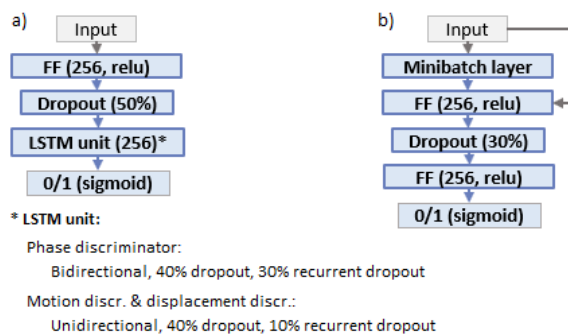 a)
Input
FF (256, relu)
Dropout (50%)
LSTM unit (256)*
0/1 (sigmoid)
b)
Input
Minibatch layer
FF (256, relu)
Dropout (30%)
FF (256, relu)
0/1 (sigmoid)
* LSTM unit:
Phase discriminator:
Bidirectional, 40% dropout, 30% recurrent dropout
Motion discr. & displacement discr.:
Unidirectional, 40% dropout, 10% recurrent dropout